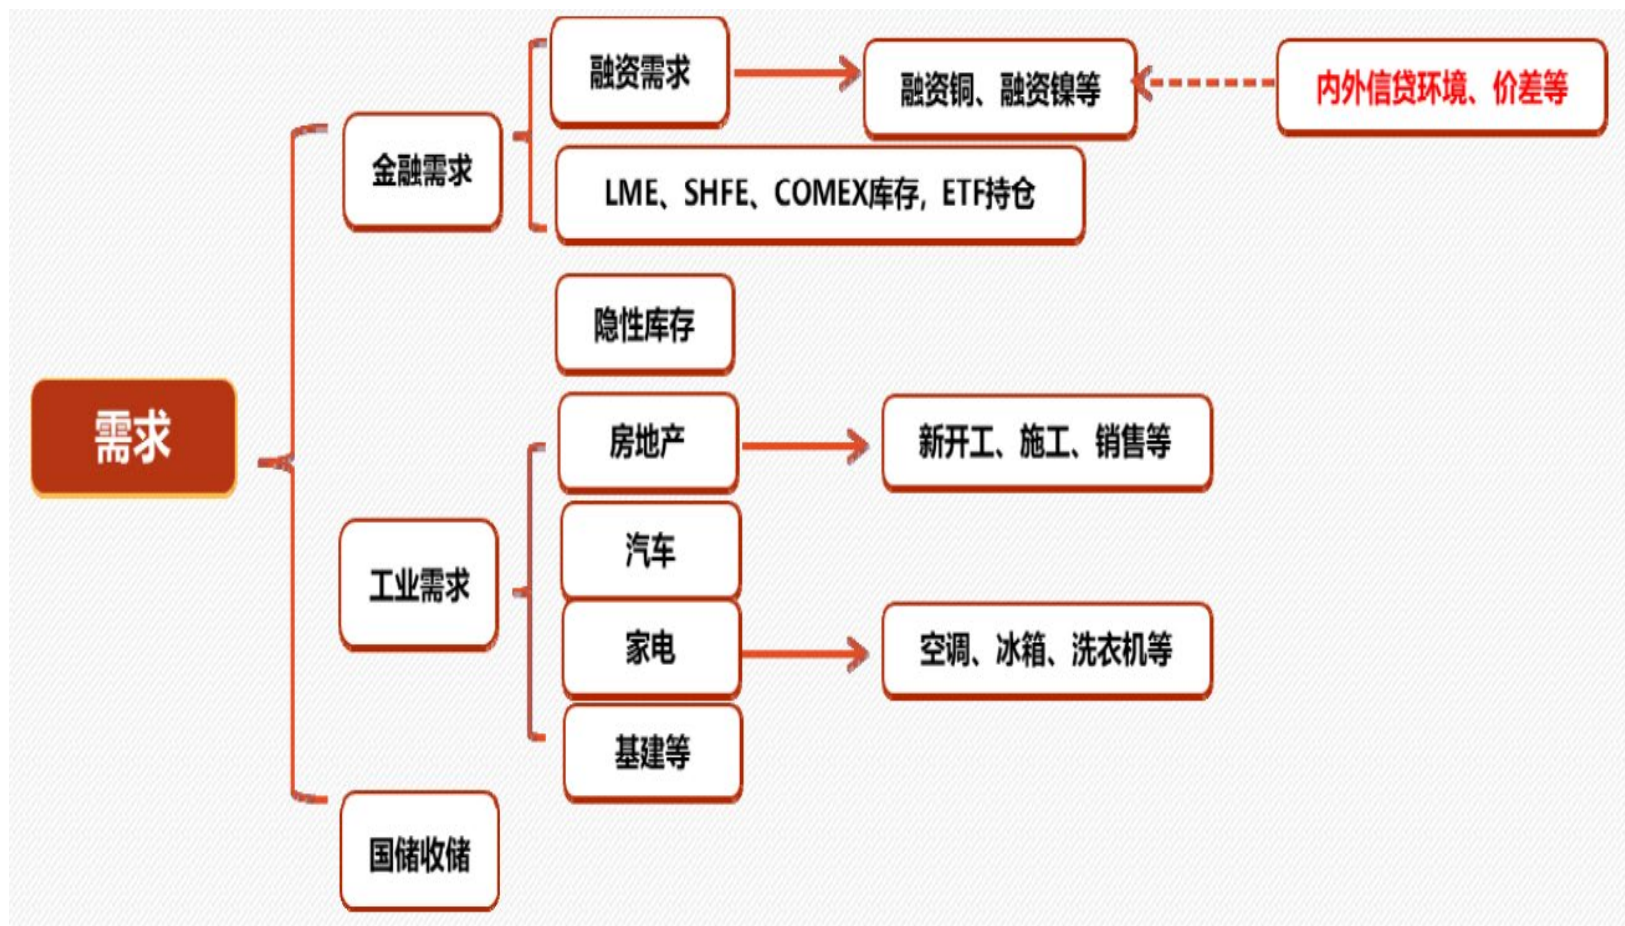 需求
金融需求
融资需求
融资铜、融资镍等
内外信贷环境、价差等
LME、SHFE、COMEX库存，ETF持仓
隐性库存
工业需求
房地产
新开工、施工、销售等
汽车
家电
空调、冰箱、洗衣机等
基建等
国储收储